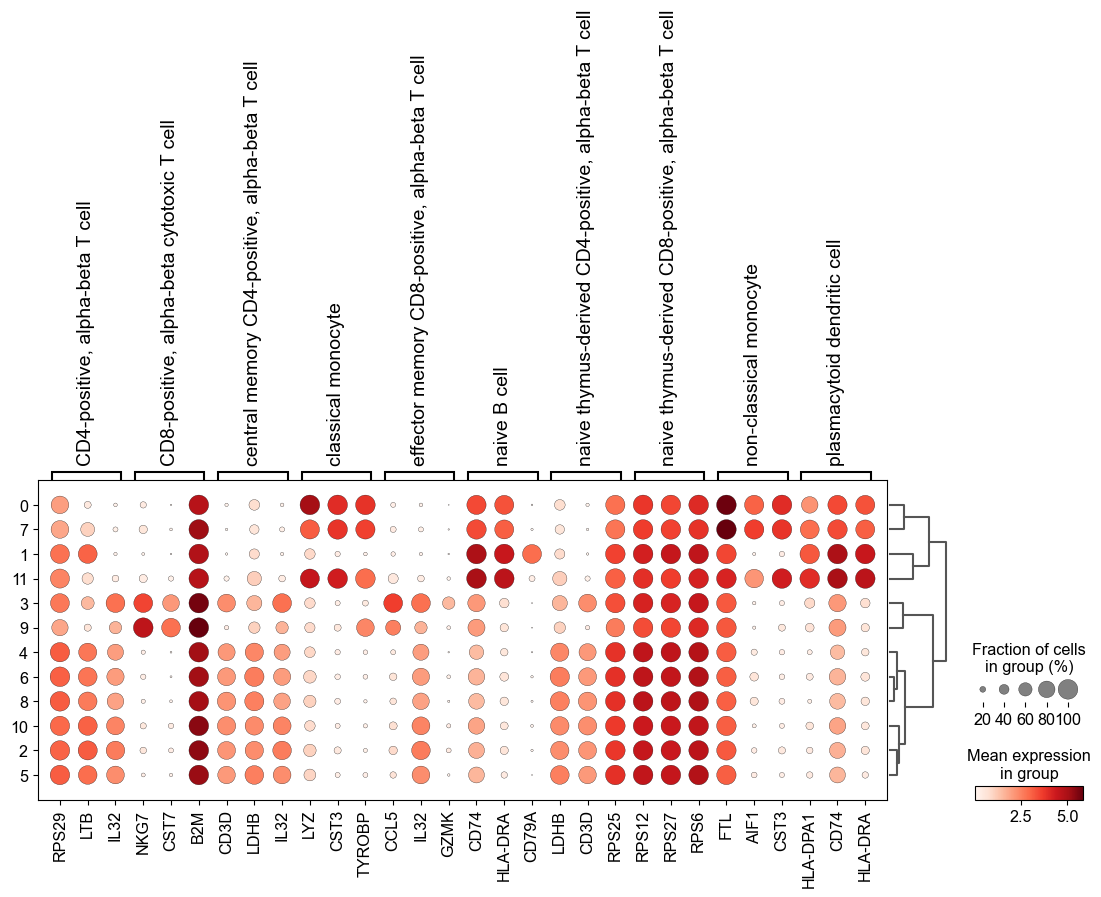 CD4-positive, alpha-beta T cell
CD8-positive, alpha-beta cytotoxic T cell
central memory CD4-positive, alpha-beta T cell
classical monocyte
effector memory CD8-positive, alpha-beta T cell
naive B cell
naive thymus-derived CD4-positive, alpha-beta T cell
naive thymus-derived CD8-positive, alpha-beta T cell
non-classical monocyte
plasmacytoid dendritic cell
0
7
1
11
3
9
4
6
8
10
2
5
RPS29
LTB
IL32
NKG7
CST7
B2M
CD3D
LDHB
IL32
LYZ
CST3
TYROBP
CCL5
IL32
GZMK
CD74
HLA-DRA
CD79A
LDHB
CD3D
RPS25
RPS12
RPS27
RPS6
FTL
AIF1
CST3
HLA-DPA1
CD74
HLA-DRA
Fraction of cells
in group (%)
20 40 60 80 100
Mean expression
in group
2.5 5.0